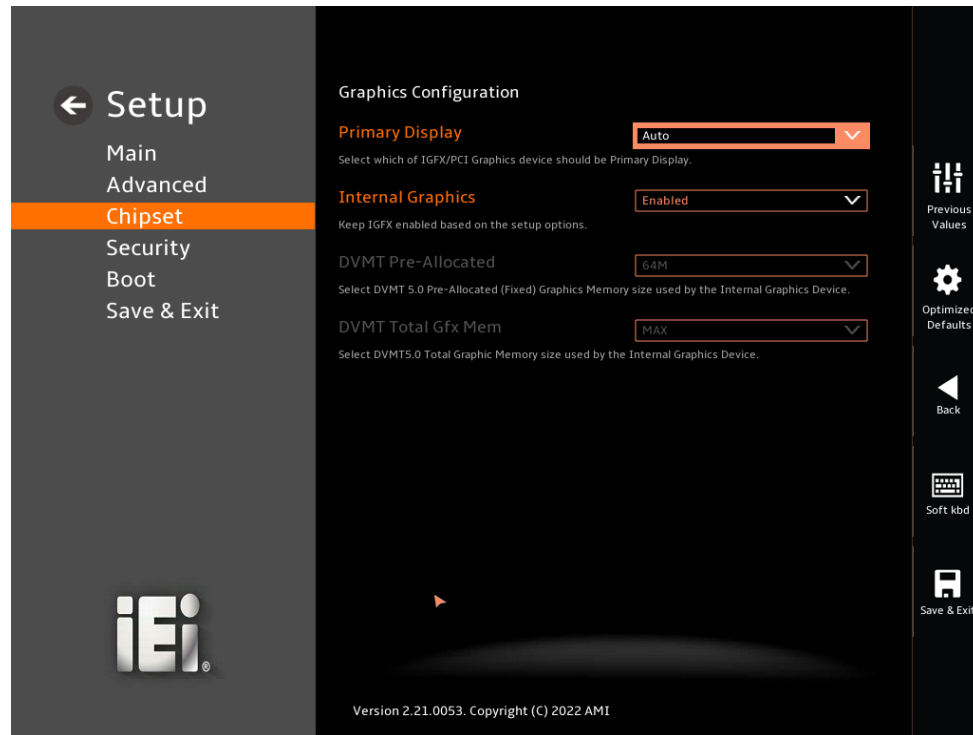 Setup
Main
Advanced
Chipset
Security
Boot
Save & Exit
iEi®
Graphics Configuration
Primary Display
Auto
Select which of IGFX/PCI Graphics device should be Primary Display.
Internal Graphics
Enabled
Keep IGFX enabled based on the setup options.
DVMT Pre-Allocated
64M
Select DVMT 5.0 Pre-Allocated (Fixed) Graphics Memory size used by the Internal Graphics Device.
DVMT Total Gfx Mem
MAX
Select DVMT5.0 Total Graphic Memory size used by the Internal Graphics Device.
Version 2.21.0053. Copyright (C) 2022 AMI
Previous
Values
Optimized
Defaults
Back
Soft kbd
Save & Exit